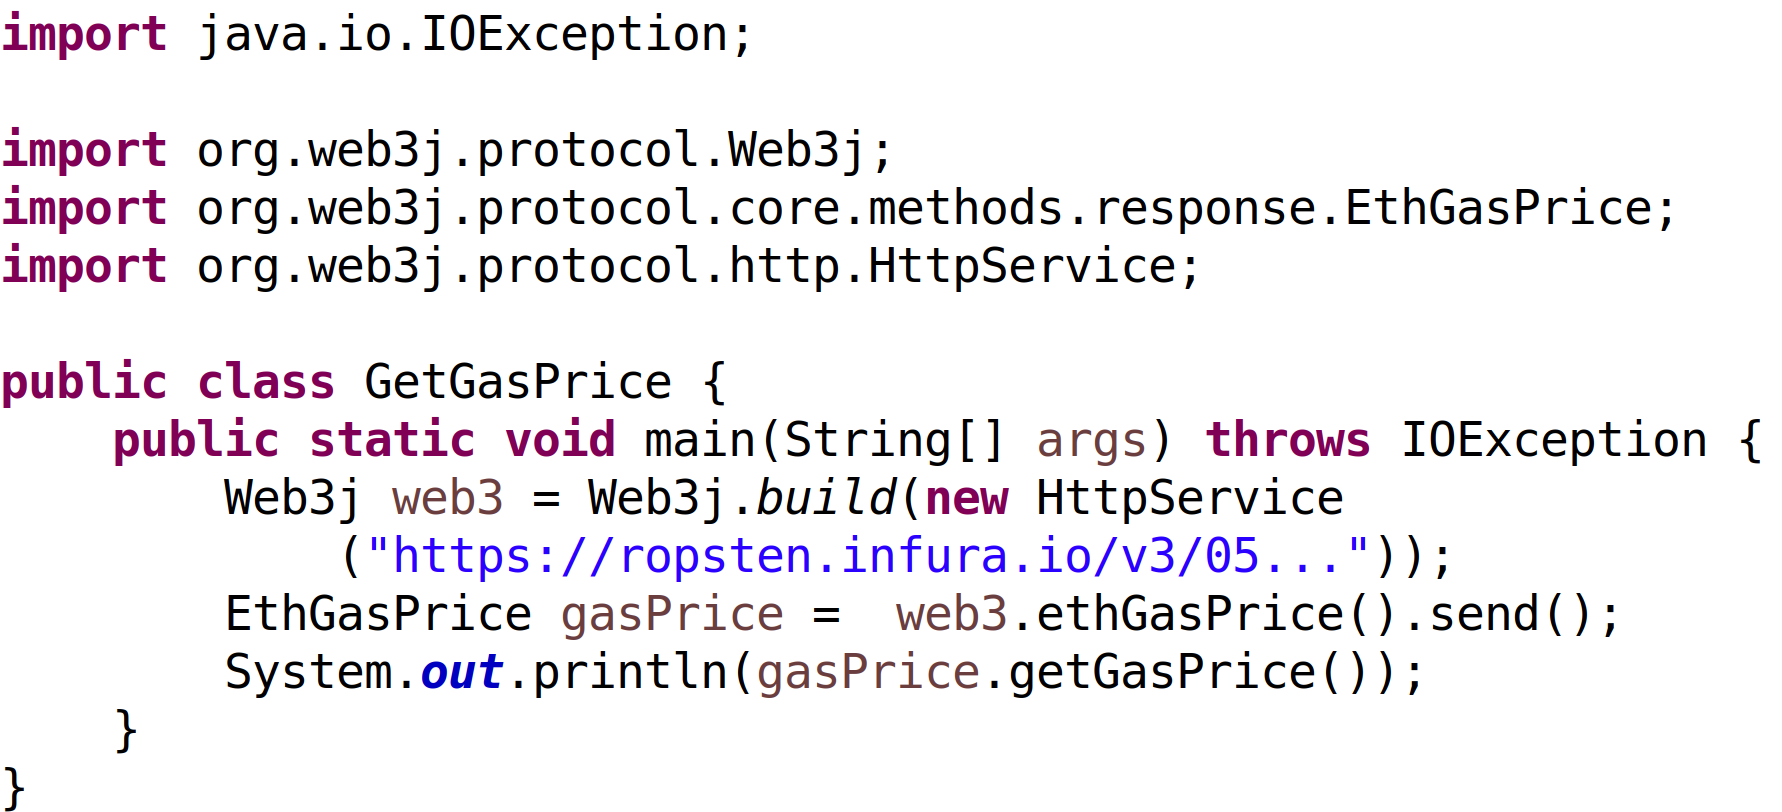 import java.io.IOException;
import org.web3j.protocol.Web3j;
import org.web3j.protocol.core.methods.response.EthGasPrice;
import org.web3j.protocol.http.HttpService;
public class GetGasPrice {
    public static void main(String[] args) throws IOException {
        Web3j web3 = Web3j.build(new HttpService
            ("https://ropsten.infura.io/v3/05..."));
        EthGasPrice gasPrice =  web3.ethGasPrice().send();
        System.out.println(gasPrice.getGasPrice());
    }
}